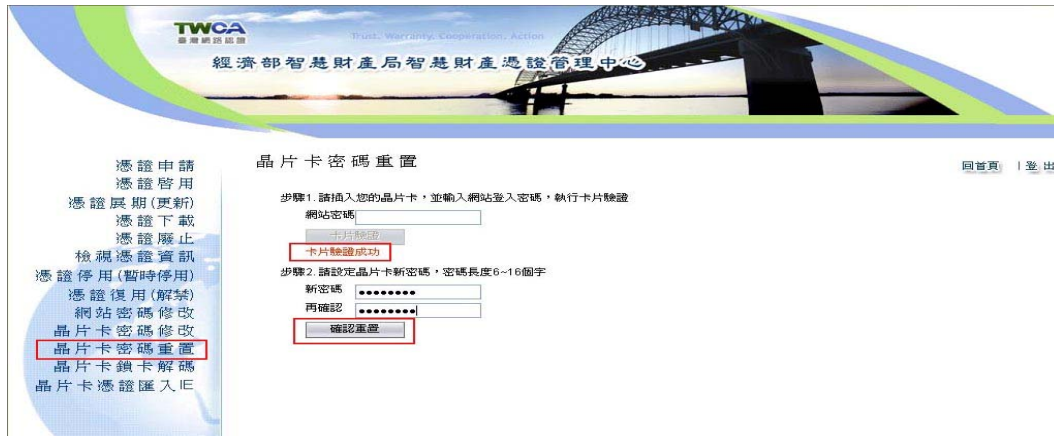 TWCA
臺灣網路認證
Trust, Warranty, Cooperation, Action
經濟部智慧財產局智慧財產憑證管理中心
憑證申請
憑證啓用
憑證展期(更新)
憑證下載
憑證廢止
檢視憑證資訊
憑證停用(暫時停用)
憑證復用(解禁)
網站密碼修改
晶片卡密碼修改
晶片卡密碼重置
晶片卡鎖卡解碼
晶片卡憑證匯入IE
晶片卡密碼重置
回首頁 | 登出
步驟1.請插入您的晶片卡，並輸入網站登入密碼，執行卡片驗證
網站密碼
卡片驗證
卡片驗證成功
步驟2.請設定晶片卡新密碼，密碼長度6~16個字
新密碼
再確認
確認重置